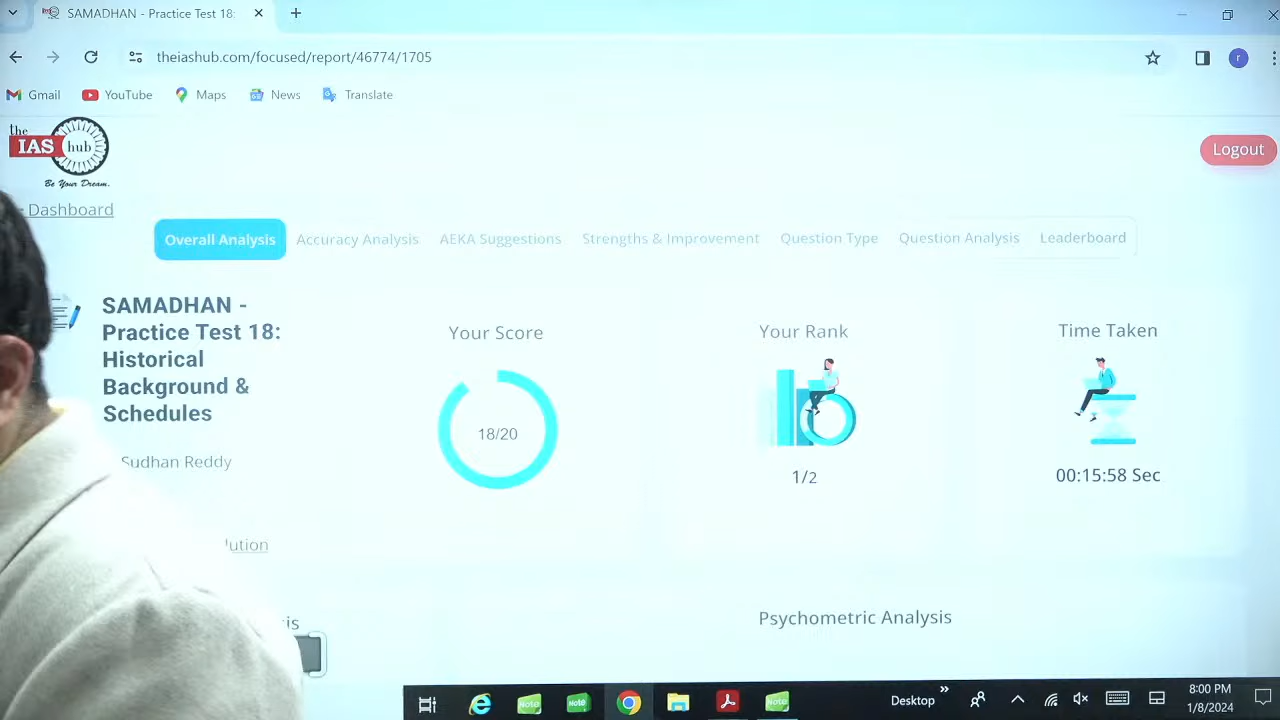 SAMADHAN - Practice Test 18:
theiashub.com/focused/report/46774/1705
Gmail
YouTube
Maps
News
Translate
the
IAS hub
Be Your Dream.
Logout
Dashboard
Overall Analysis
Accuracy Analysis
AEKA Suggestions
Strengths & Improvement
Question Type
Question Analysis
Leaderboard
SAMADHAN -
Practice Test 18:
Historical
Background &
Schedules
Sudhan Reddy
Your Score
18/20
Your Rank
1/2
Time Taken
00:15:58 Sec
Psychometric Analysis
Note
Note
Note
Desktop
8:00 PM
1/8/2024